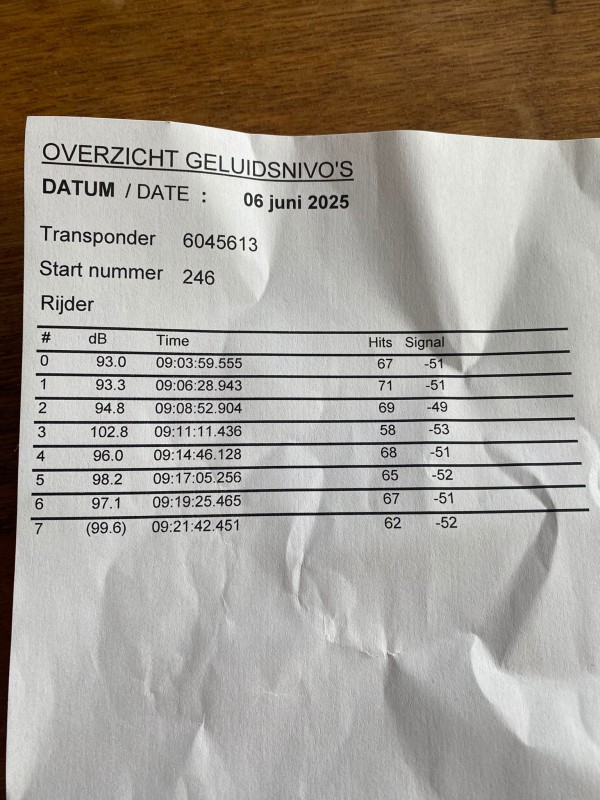 OVERZICHT GELUIDSNIVO'S
DATUM / DATE : 06 juni 2025
Transponder 6045613
Start nummer 246
Rijder
# dB Time Hits Signal
0 93.0 09:03:59.555 67 -51
1 93.3 09:06:28.943 71 -51
2 94.8 09:08:52.904 69 -49
3 102.8 09:11:11.436 58 -53
4 96.0 09:14:46.128 68 -51
5 98.2 09:17:05.256 65 -52
6 97.1 09:19:25.465 67 -51
7 (99.6) 09:21:42.451 62 -52